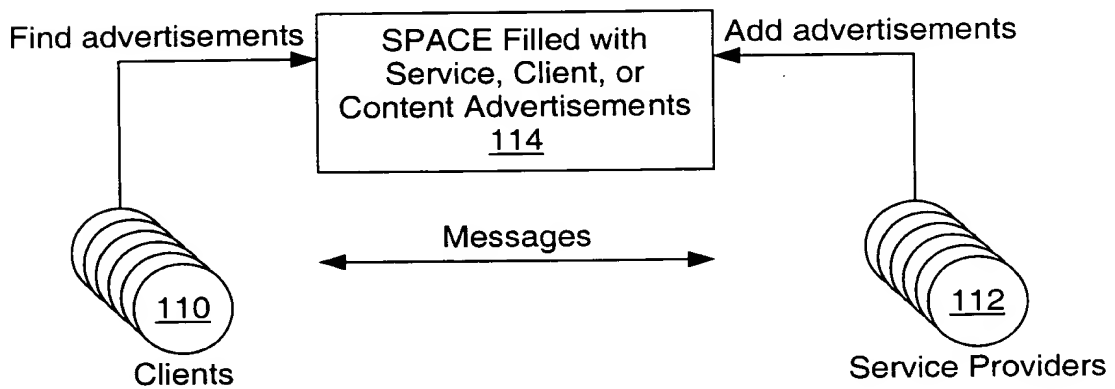 Find advertisements
SPACE Filled with
Service, Client, or
Content Advertisements
114
Add advertisements
Messages
110
112
Clients
Service Providers